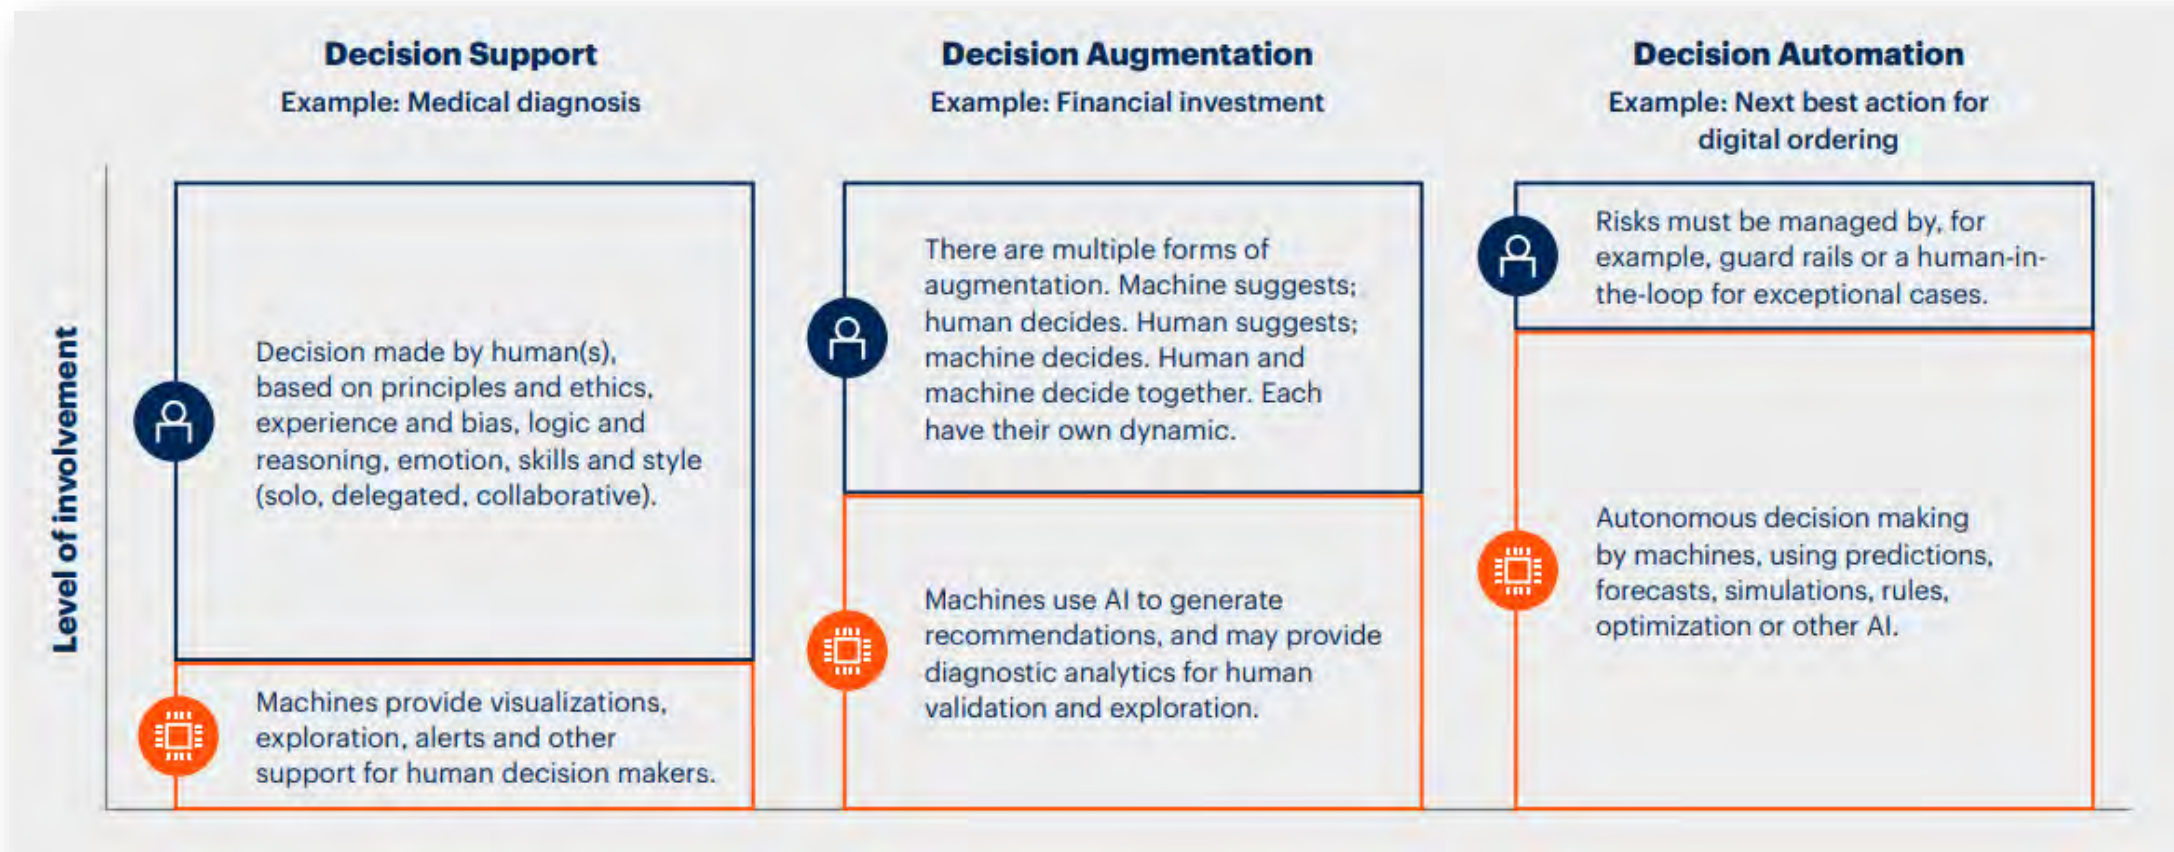 Decision Support
Example: Medical diagnosis
Decision Augmentation
Example: Financial investment
Decision Automation
Example: Next best action for
digital ordering
Level of involvement
Decision made by human(s),
based on principles and ethics,
experience and bias, logic and
reasoning, emotion, skills and style
(solo, delegated, collaborative).
Machines provide visualizations,
exploration, alerts and other
support for human decision makers.
There are multiple forms of
augmentation. Machine suggests;
human decides. Human suggests;
machine decides. Human and
machine decide together. Each
have their own dynamic.
Machines use AI to generate
recommendations, and may provide
diagnostic analytics for human
validation and exploration.
Risks must be managed by, for
example, guard rails or a human-in-
the-loop for exceptional cases.
Autonomous decision making
by machines, using predictions,
forecasts, simulations, rules,
optimization or other AI.